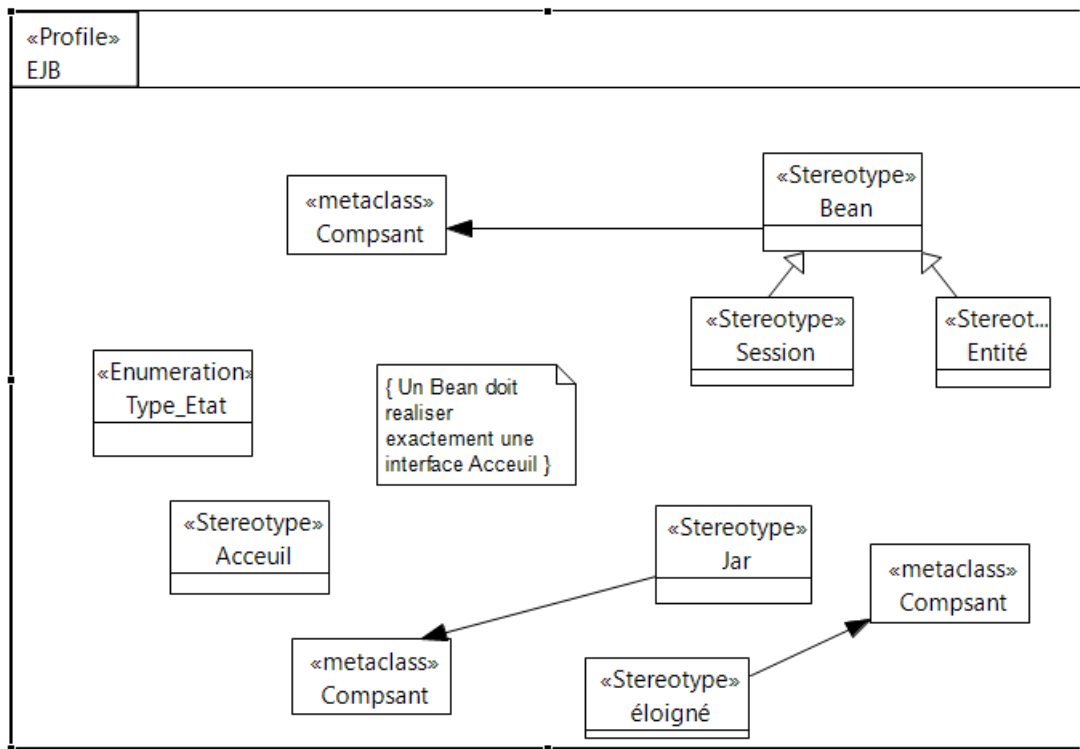 «Profile»
EJB
«Stereotype»
Bean
«metaclass»
Compsant
«Stereotype»
Session
«Stereot...
Entité
«Enumeration»
Type_Etat
{ Un Bean doit
realiser
exactement une
interface Acceuil }
«Stereotype»
Acceuil
«Stereotype»
Jar
«metaclass»
Compsant
«metaclass»
Compsant
«Stereotype»
éloigné